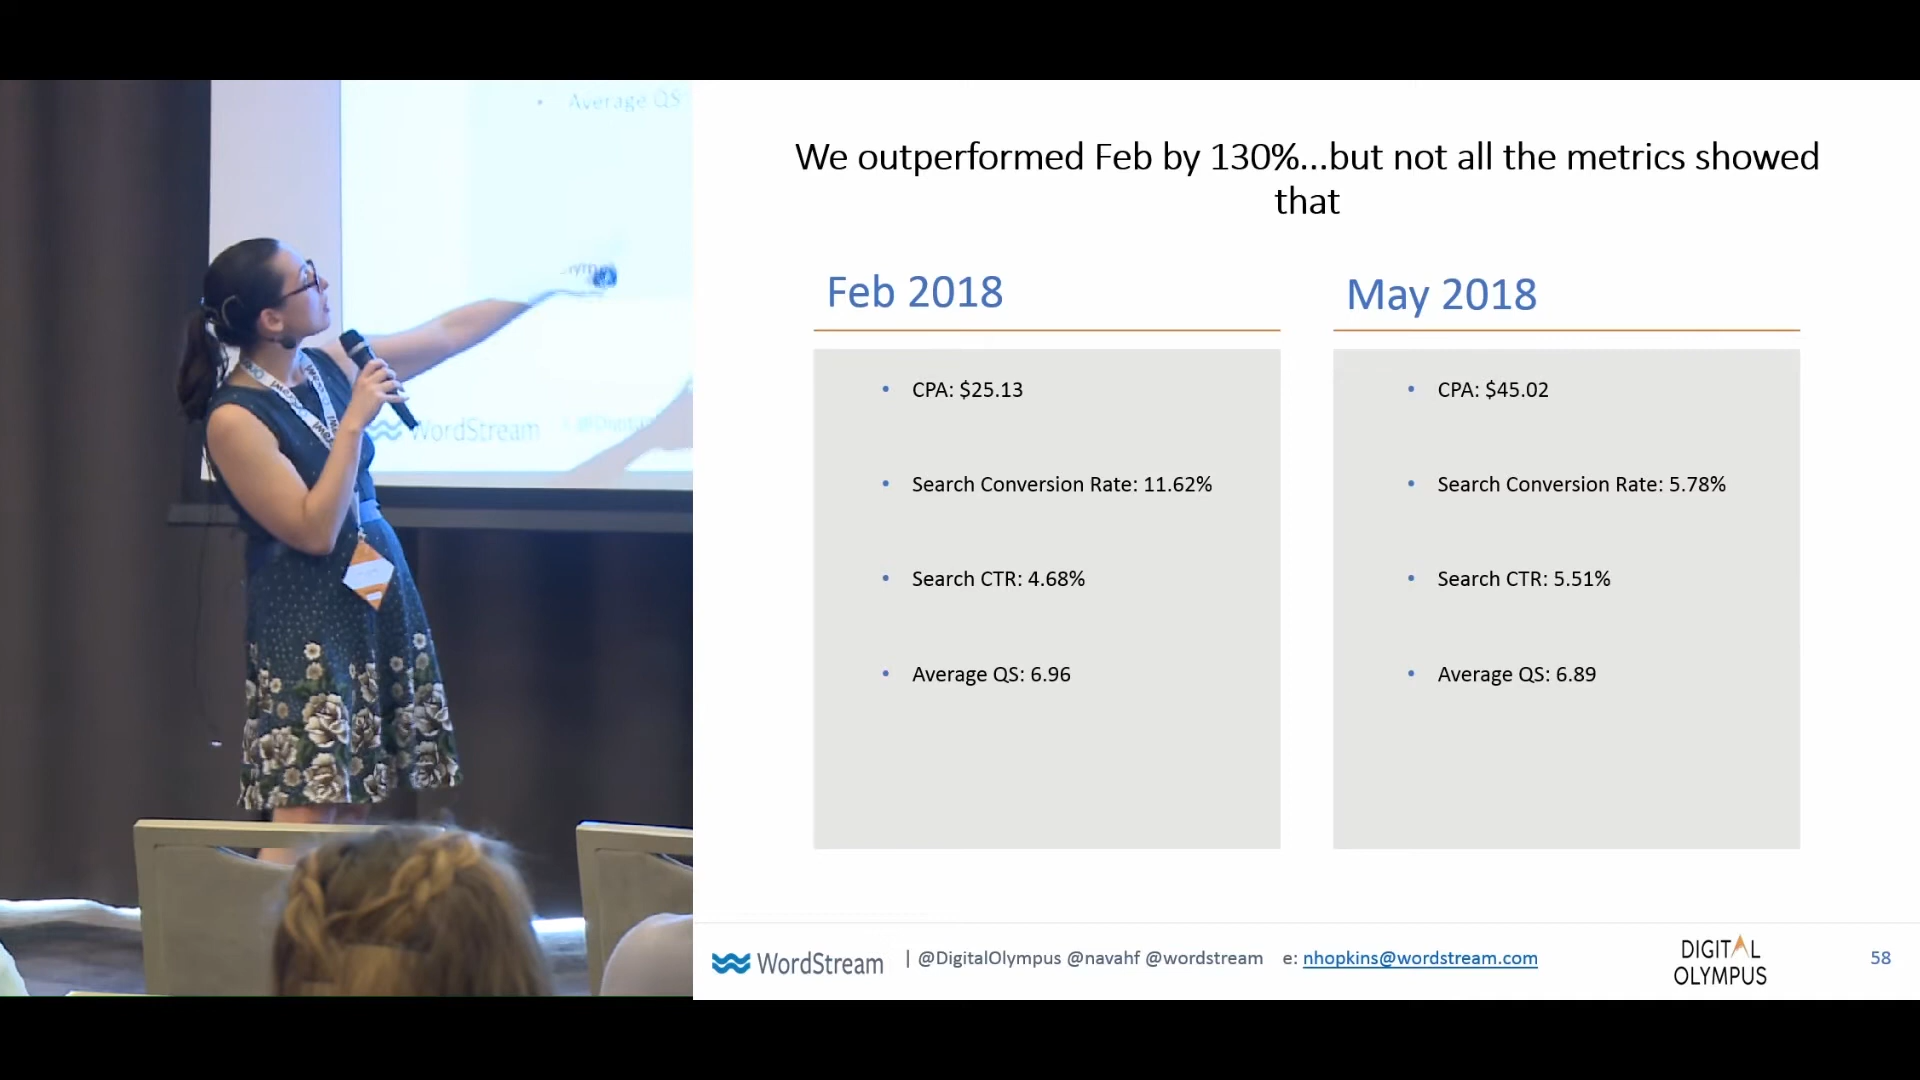 Average QS
WordStream
We outperformed Feb by 130%...but not all the metrics showed
that
Feb 2018
May 2018
• CPA: $25.13
• Search Conversion Rate: 11.62%
• Search CTR: 4.68%
• Average QS: 6.96
• CPA: $45.02
• Search Conversion Rate: 5.78%
• Search CTR: 5.51%
• Average QS: 6.89
WordStream | @DigitalOlympus @navahf @wordstream e: nhopkins@wordstream.com
DIGITAL
OLYMPUS
58